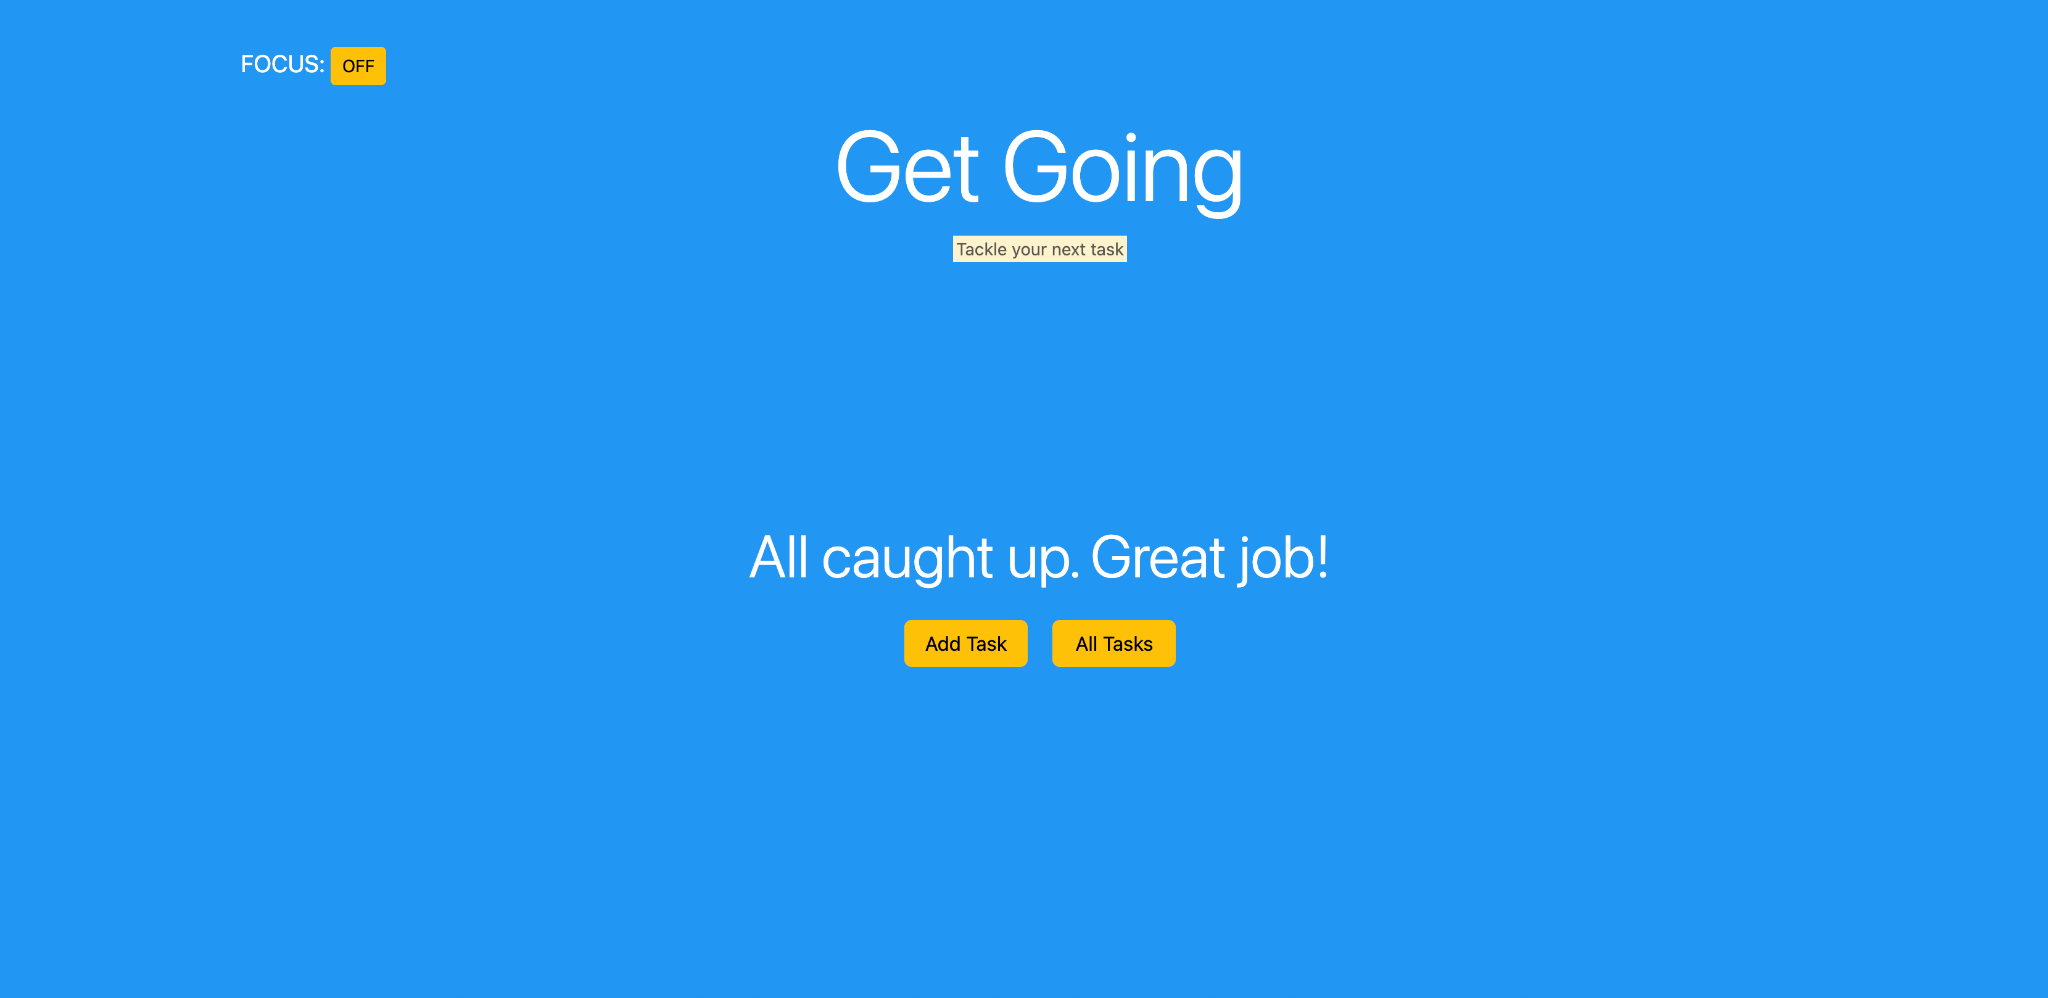 FOCUS: OFF
Get Going
Tackle your next task
All caught up. Great job!
Add Task All Tasks